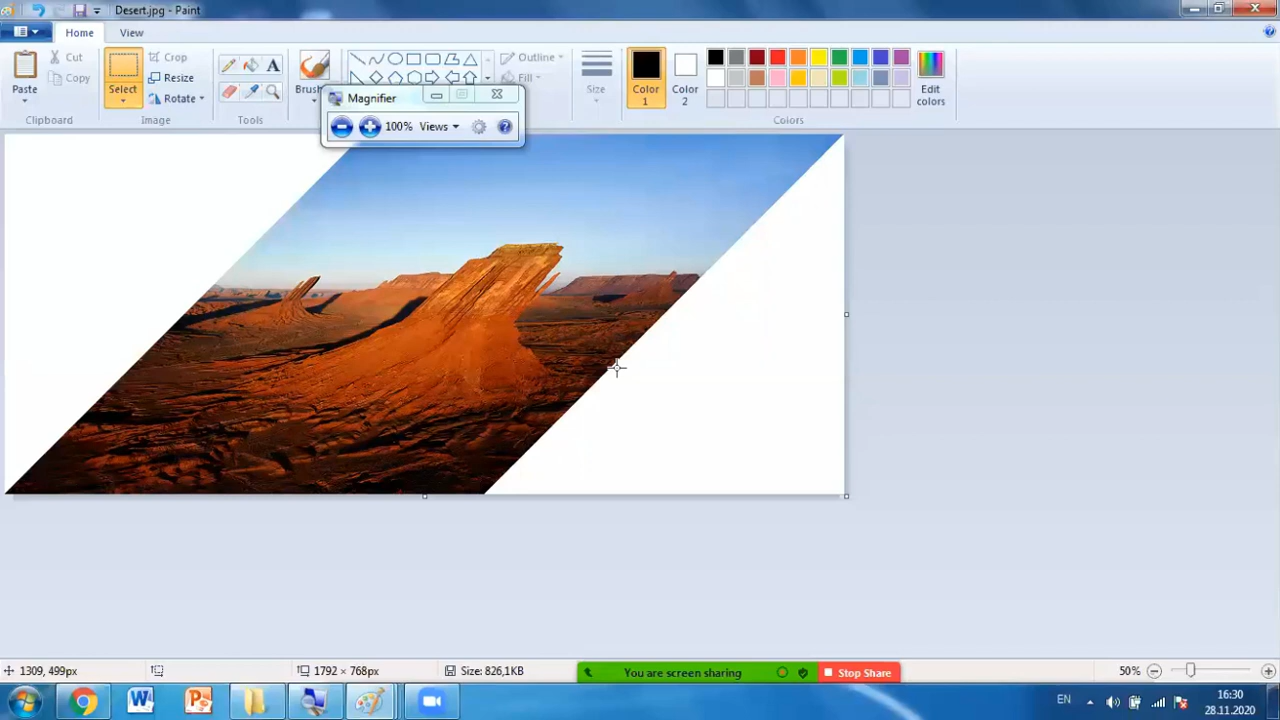 Desert.jpg - Paint
Home
View
Paste
Cut
Copy
Clipboard
Select
Crop
Resize
Rotate
Image
A
Tools
Outline
Fill
Size
Color
1
Color
2
Edit
colors
Colors
Magnifier
100% Views
1309, 499px
1792 × 768px
Size: 826,1KB
You are screen sharing
Stop Share
50%
EN
16:30
28.11.2020